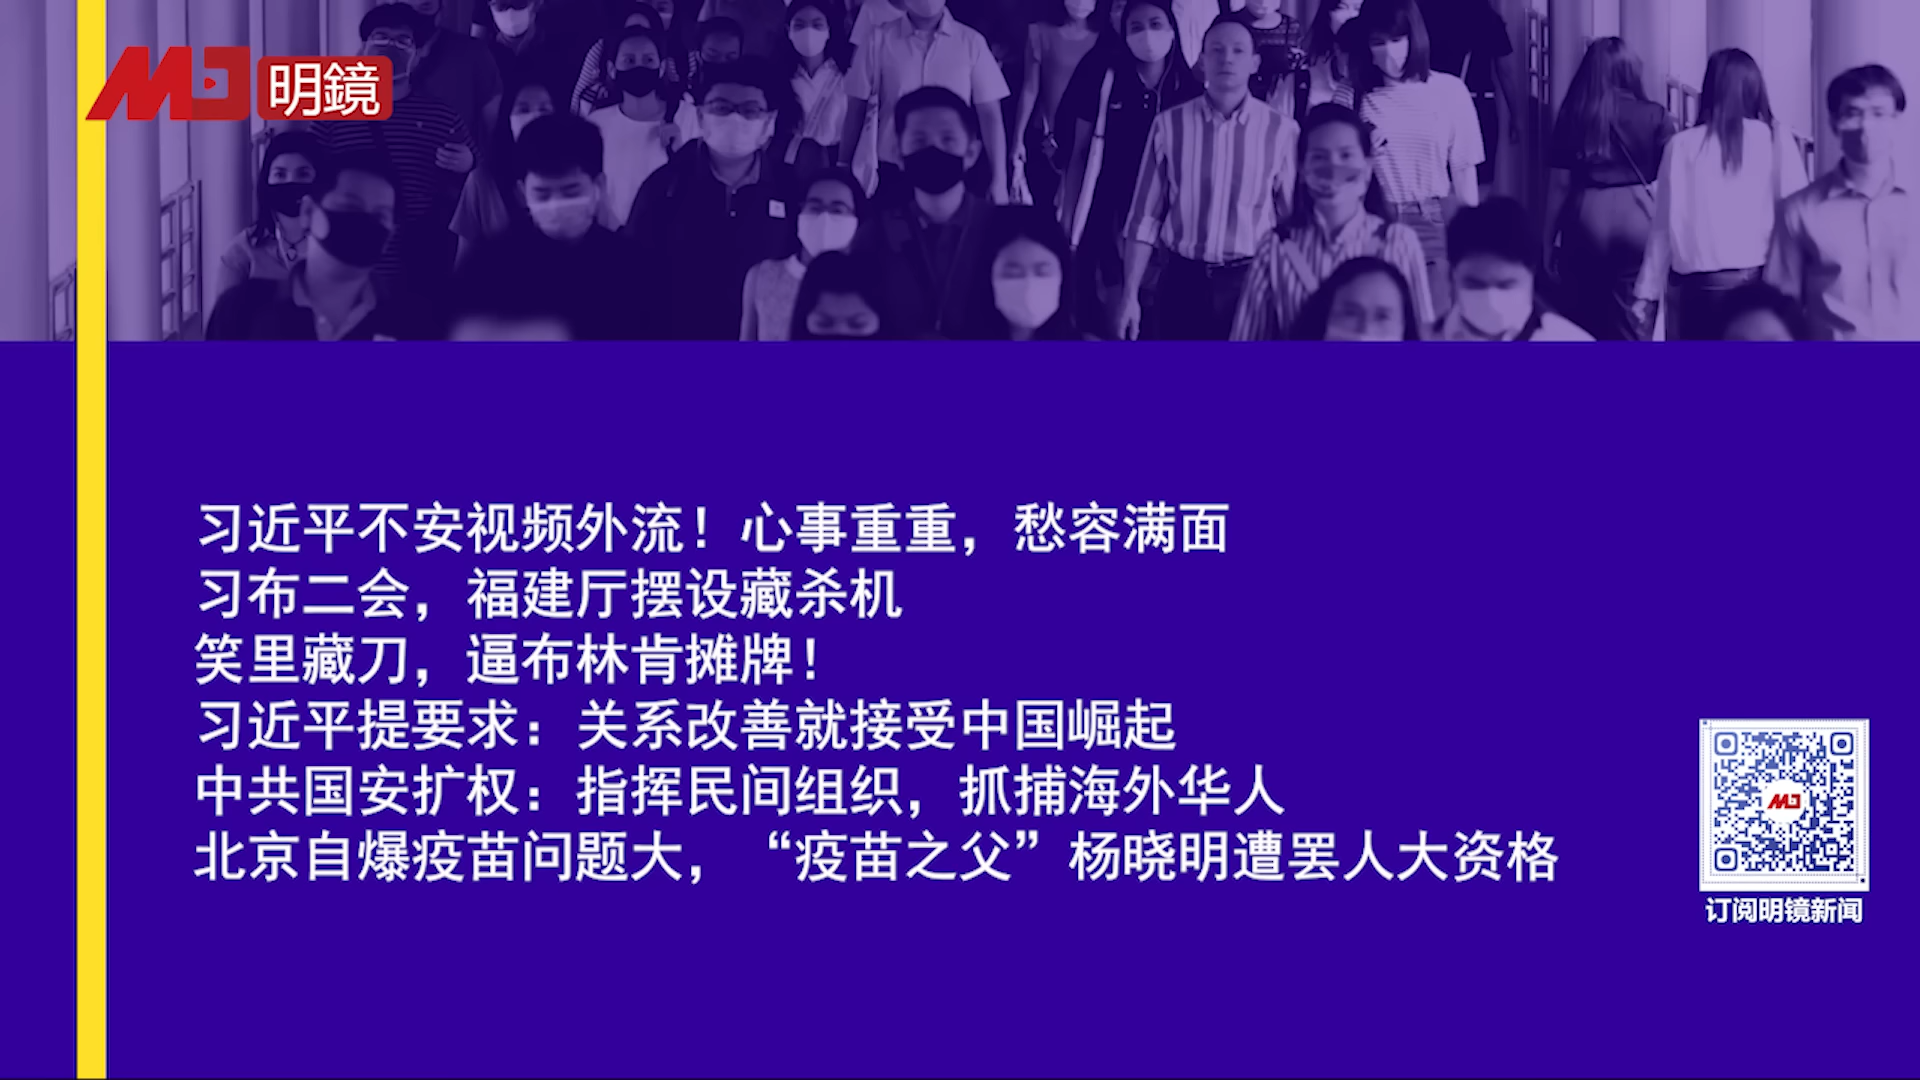 明鏡
习近平不安视频外流！心事重重，愁容满面
习布二会，福建厅摆设藏杀机
笑里藏刀，逼布林肯摊牌！
习近平提要求：关系改善就接受中国崛起
中共国安扩权：指挥民间组织，抓捕海外华人
北京自爆疫苗问题大，“疫苗之父”杨晓明遭罢人大资格
订阅明镜新闻